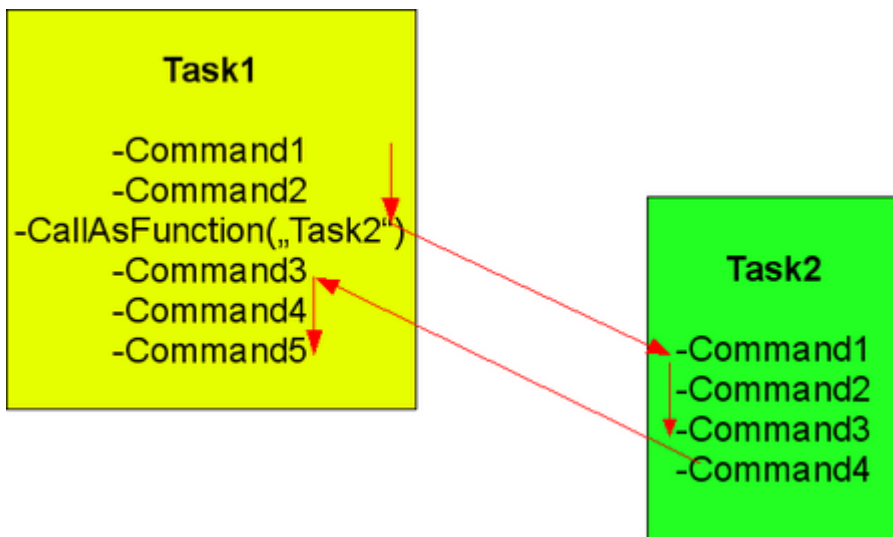 Task1
-Command1
-Command2
-CallAsFunction(„Task2“)
-Command3
-Command4
-Command5
Task2
-Command1
-Command2
-Command3
-Command4